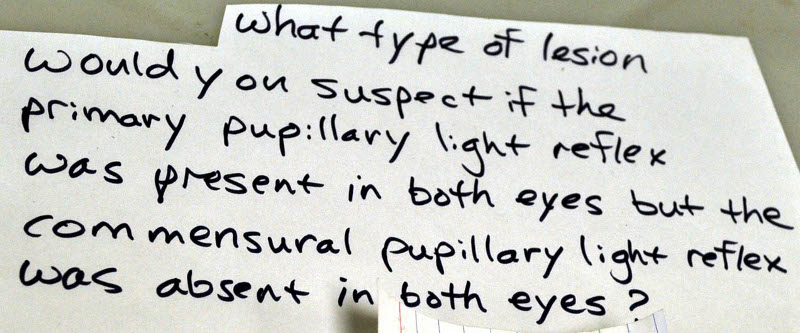 what type of lesion
would you suspect if the
primary pupillary light reflex
was present in both eyes but the
commensural pupillary light reflex
was absent in both eyes?